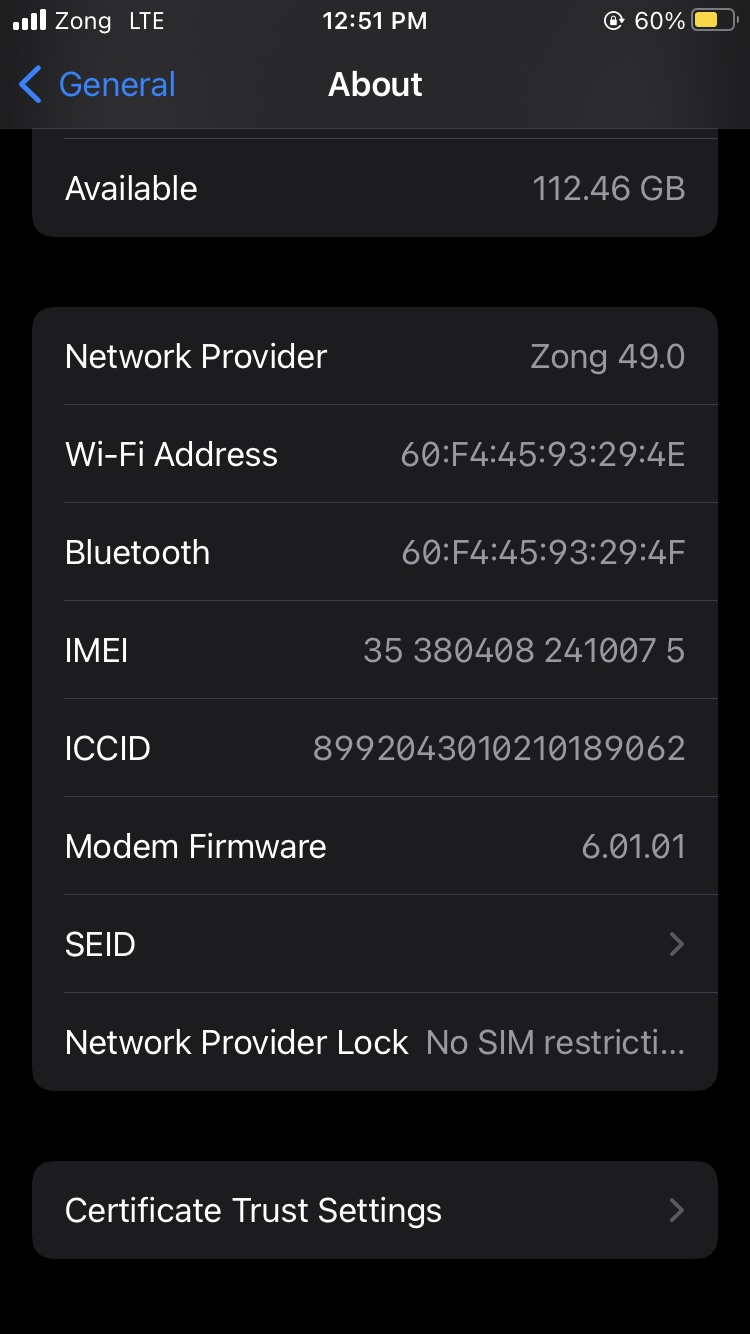 Zong LTE 12:51 PM 60%
General About
Available 112.46 GB
Network Provider Zong 49.0
Wi-Fi Address 60:F4:45:93:29:4E
Bluetooth 60:F4:45:93:29:4F
IMEI 35 380408 241007 5
ICCID 8992043010210189062
Modem Firmware 6.01.01
SEID
Network Provider Lock No SIM restricti...
Certificate Trust Settings